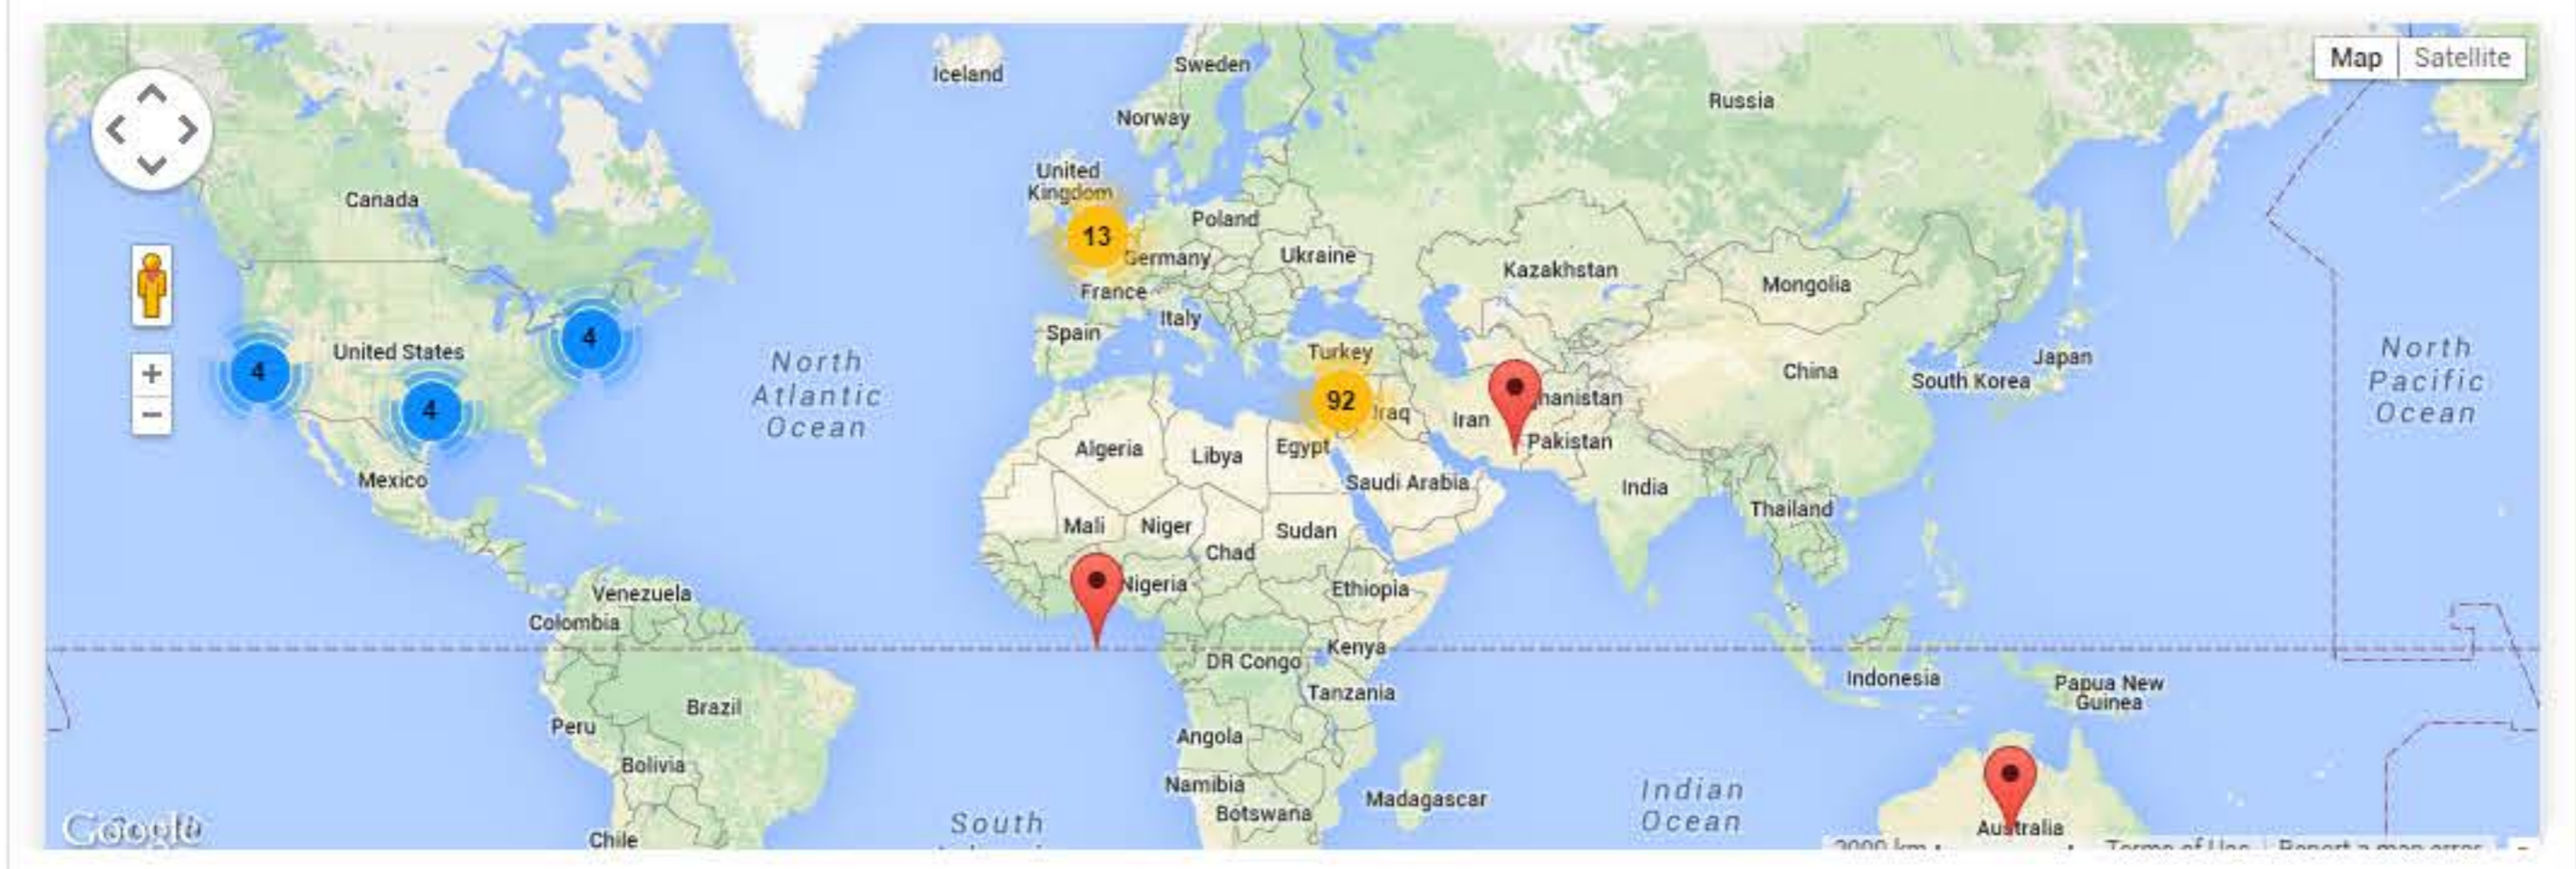 Map Satellite
Sweden
Iceland
Russia
Norway
United
Kingdom
Canada
Poland
13
Germany
Ukraine
Kazakhstan
Mongolia
France
Italy
Spain
4
United States
4
4
North
Atlantic
Ocean
Turkey
92
Iraq
Iran
Pakistan
China
South Korea
Japan
North
Pacific
Ocean
Algeria
Libya
Egypt
Mexico
Saudi Arabia
India
Thailand
Mali
Niger
Sudan
Chad
Nigeria
Ethiopia
Venezuela
Colombia
Kenya
DR Congo
Indonesia
Papua New
Guinea
Tanzania
Brazil
Peru
Angola
Bolivia
Namibia
Botswana
Madagascar
Indian
Ocean
South
Chile
Google
Australia